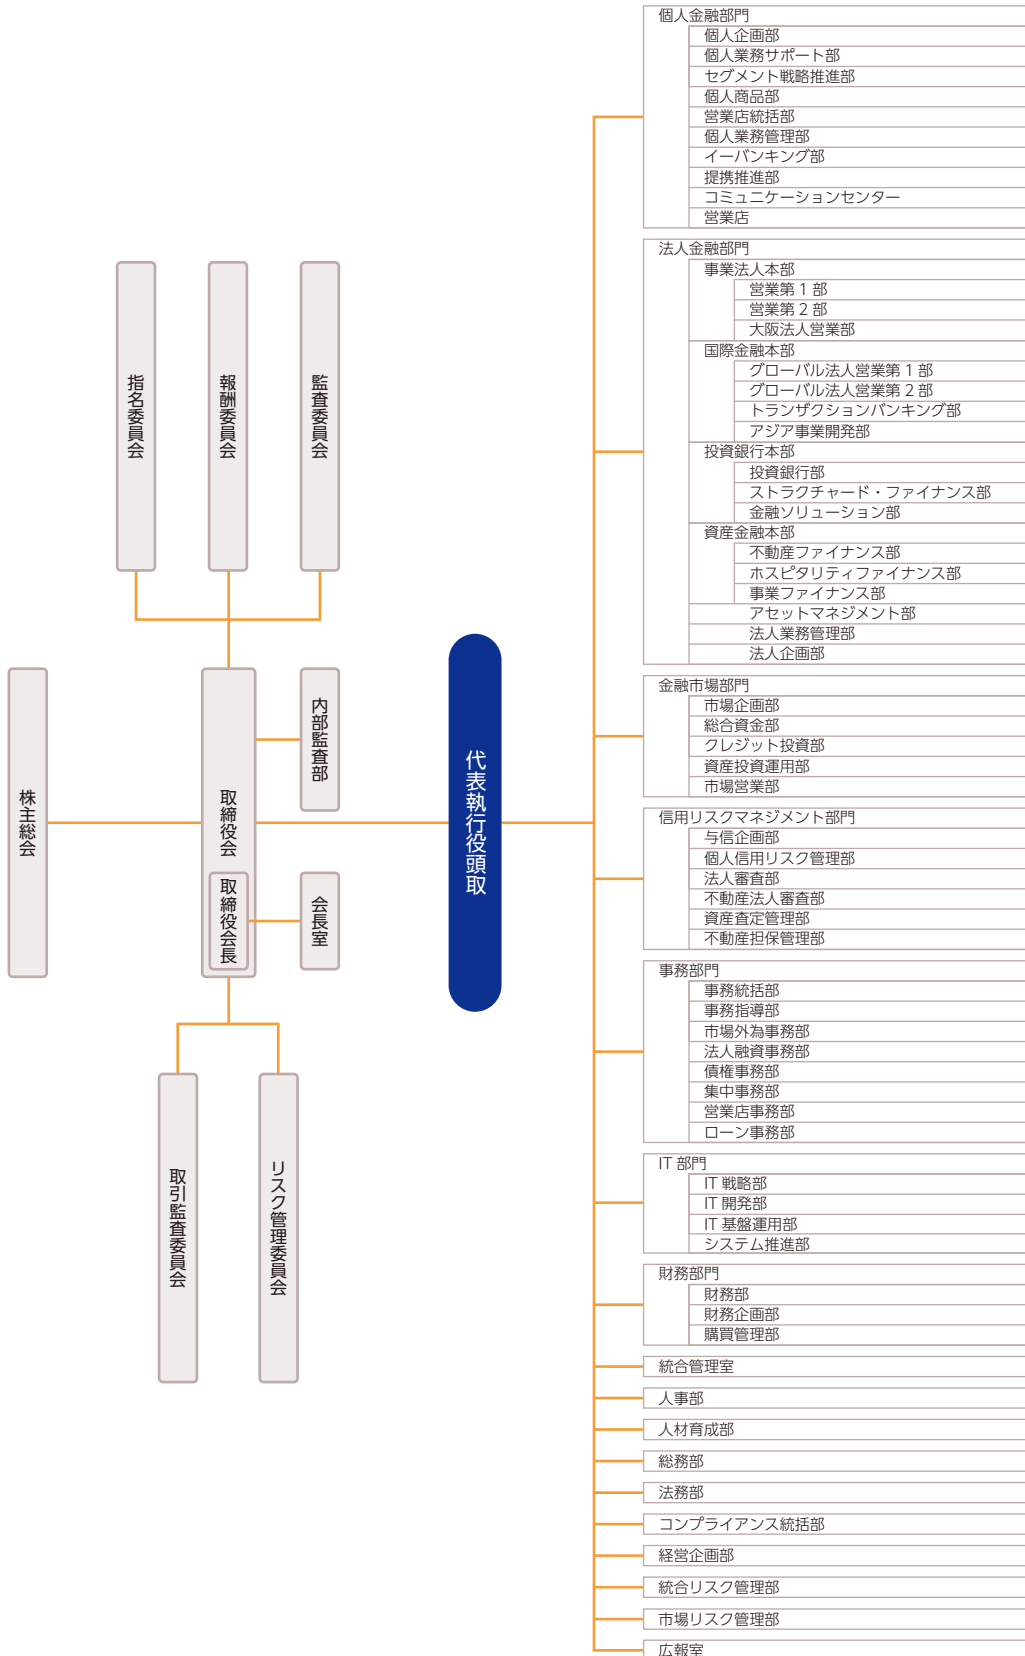 株主総会
指名委員会
報酬委員会
監査委員会
取締役会
取締役会長
内部監査部
会長室
取引監査委員会
リスク管理委員会
代表執行役頭取
個人金融部門
個人企画部
個人業務サポート部
セグメント戦略推進部
個人商品部
営業店統括部
個人業務管理部
イーバンキング部
提携推進部
コミュニケーションセンター
営業店
法人金融部門
事業法人本部
営業第1部
営業第2部
大阪法人営業部
国際金融本部
グローバル法人営業第1部
グローバル法人営業第2部
トランザクションバンキング部
アジア事業開発部
投資銀行本部
投資銀行部
ストラクチャード・ファイナンス部
金融ソリューション部
資産金融本部
不動産ファイナンス部
ホスピタリティファイナンス部
事業ファイナンス部
アセットマネジメント部
法人業務管理部
法人企画部
金融市場部門
市場企画部
総合資金部
クレジット投資部
資産投資運用部
市場営業部
信用リスクマネジメント部門
与信企画部
個人信用リスク管理部
法人審査部
不動産法人審査部
資産査定管理部
不動産担保管理部
事務部門
事務統括部
事務指導部
市場外為事務部
法人融資事務部
債権事務部
集中事務部
営業店事務部
ローン事務部
IT 部門
IT 戦略部
IT 開発部
IT 基盤運用部
システム推進部
財務部門
財務部
財務企画部
購買管理部
統合管理室
人事部
人材育成部
総務部
法務部
コンプライアンス統括部
経営企画部
統合リスク管理部
市場リスク管理部
広報室